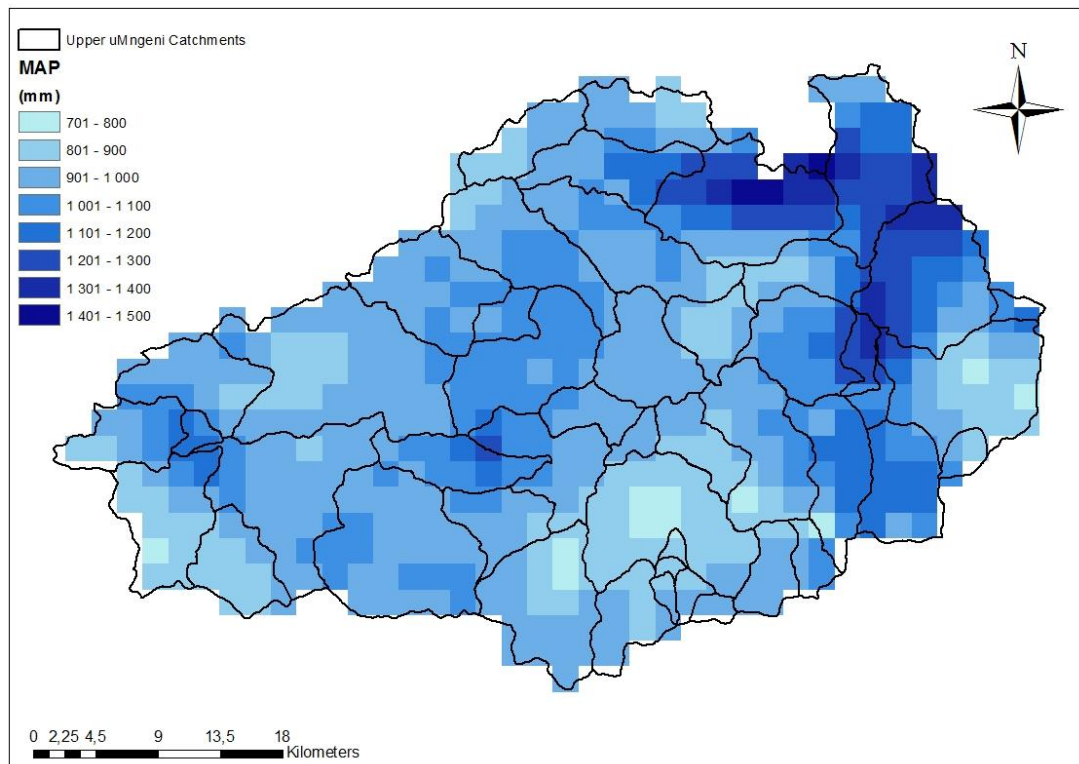 Upper uMngeni Catchments
MAP
(mm)
701 - 800
801 - 900
901 - 1 000
1 001 - 1 100
1 101 - 1 200
1 201 - 1 300
1 301 - 1 400
1 401 - 1 500
N
0 2,25 4,5 9 13,5 18
Kilometers